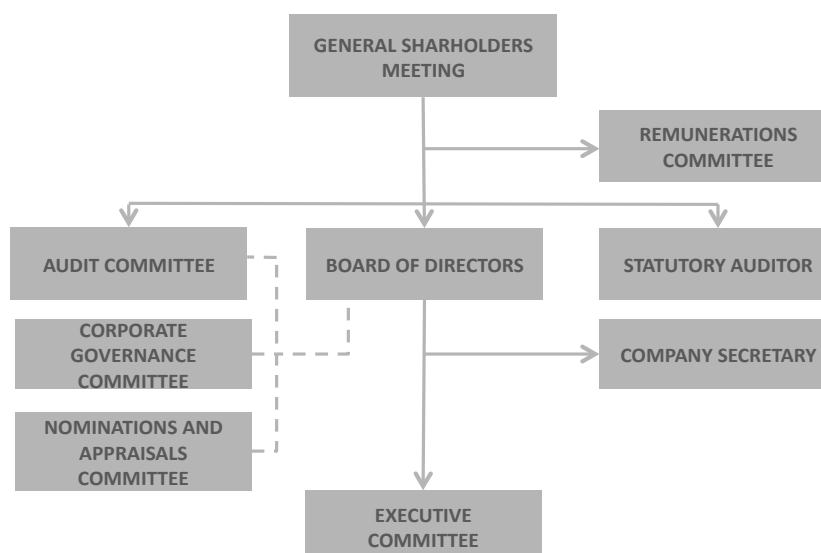 GENERAL SHARHOLDERS
MEETING
REMUNERATIONS
COMMITTEE
AUDIT COMMITTEE
BOARD OF DIRECTORS
STATUTORY AUDITOR
CORPORATE
GOVERNANCE
COMMITTEE
COMPANY SECRETARY
NOMINATIONS AND
APPRAISALS
COMMITTEE
EXECUTIVE
COMMITTEE